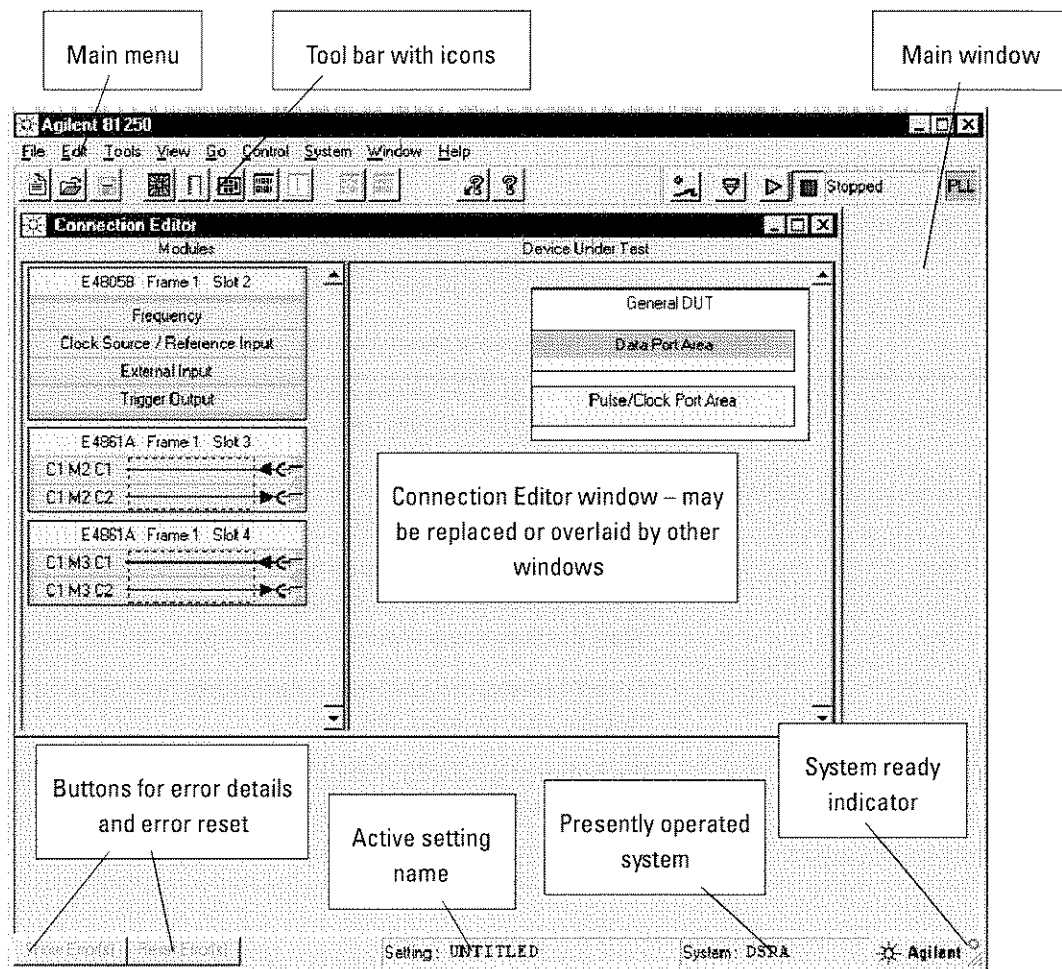 Main menu
Tool bar with icons
Main window
Agilent 81250
File Edit Tools View Go Control System Window Help
Stopped
PLL
Connection Editor
Modules
Device Under Test
E4805B Frame 1 Slot 2
Frequency
Clock Source / Reference Input
External Input
Trigger Output
E4861A Frame 1 Slot 3
C1 M2 C1
C1 M2 C2
E4861A Frame 1 Slot 4
C1 M3 C1
C1 M3 C2
General DUT
Data Port Area
Pulse/Clock Port Area
Connection Editor window – may
be replaced or overlaid by other
windows
Buttons for error details
and error reset
Active setting
name
Presently operated
system
System ready
indicator
Setting: UNTITLED
System: DSRA
Agilent